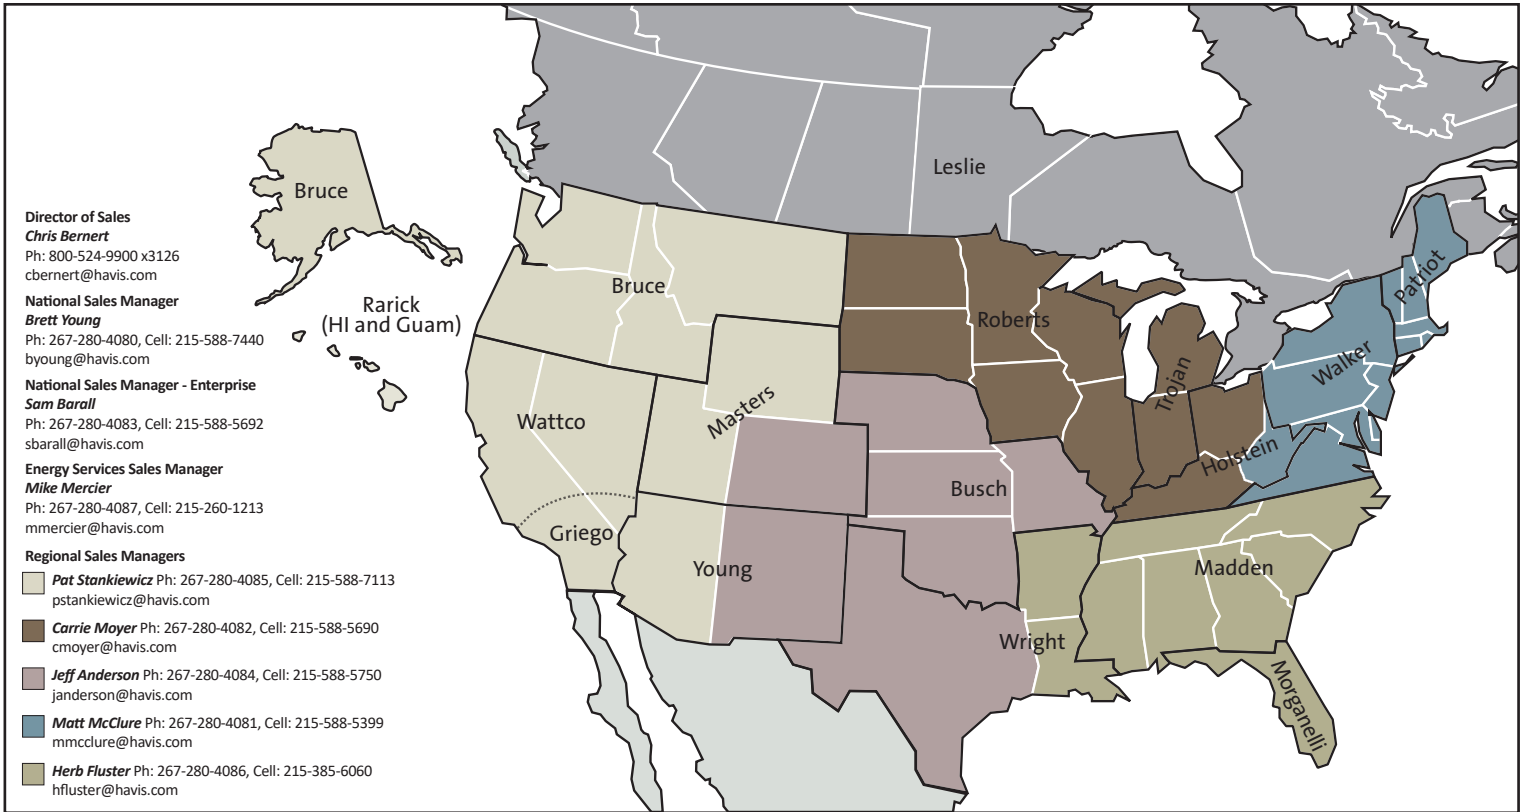 Director of Sales
Chris Bernert
Ph: 800-524-9900 x3126
cbernert@havis.com
National Sales Manager
Brett Young
Ph: 267-280-4080, Cell: 215-588-7440
byoung@havis.com
National Sales Manager - Enterprise
Sam Barall
Ph: 267-280-4083, Cell: 215-588-5692
sbarall@havis.com
Energy Services Sales Manager
Mike Mercier
Ph: 267-280-4087, Cell: 215-260-1213
mmercier@havis.com
Regional Sales Managers
Pat Stankiewicz Ph: 267-280-4085, Cell: 215-588-7113
pstankiewicz@havis.com
Carrie Moyer Ph: 267-280-4082, Cell: 215-588-5690
cmoyer@havis.com
Jeff Anderson Ph: 267-280-4084, Cell: 215-588-5750
janderson@havis.com
Matt McClure Ph: 267-280-4081, Cell: 215-588-5399
mmcclure@havis.com
Herb Fluster Ph: 267-280-4086, Cell: 215-385-6060
hfluster@havis.com
Bruce
Rarick
(HI and Guam)
Leslie
Bruce
Roberts
Patriot
Walker
Trojan
Masters
Wattco
Holstein
Busch
Griego
Young
Madden
Wright
Morganelli